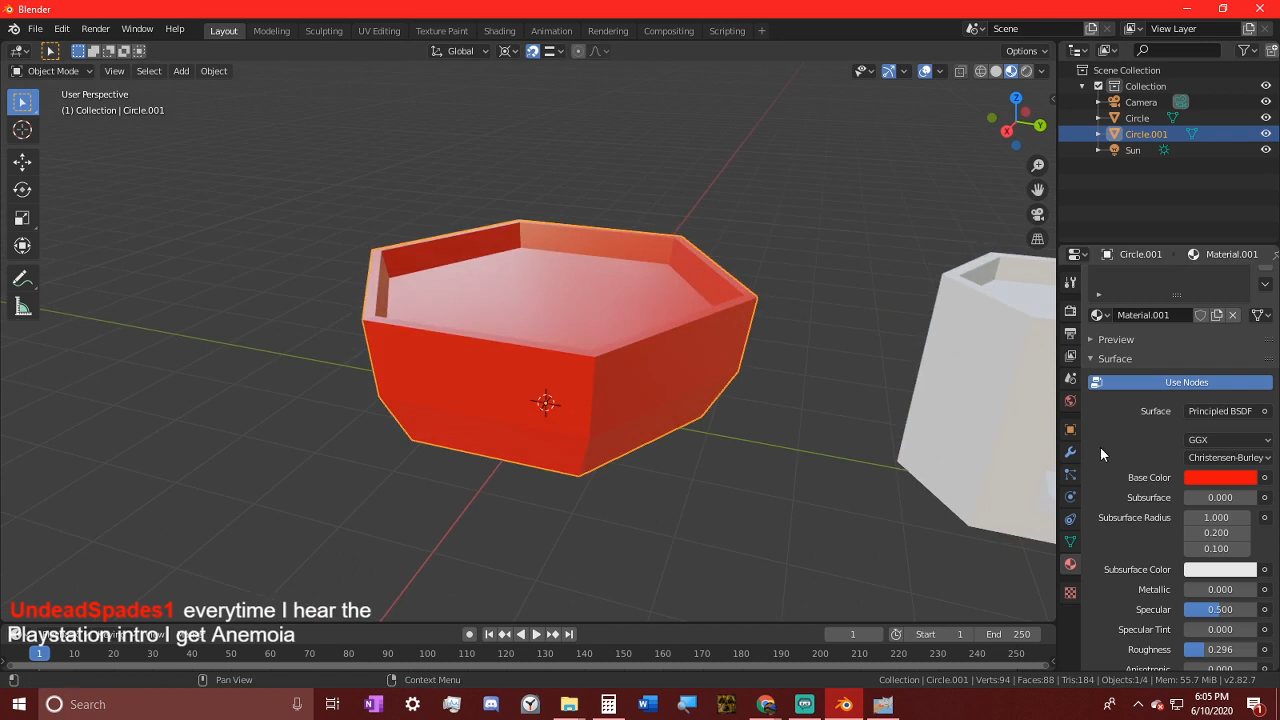 Blender
File Edit Render Window Help Layout Modeling Sculpting UV Editing Texture Paint Shading Animation Rendering Compositing Scripting + Scene View Layer
Global Options
Object Mode View Select Add Object
User Perspective
(1) Collection | Circle.001
Scene Collection
Collection
Camera
Circle
Circle.001
Sun
Z
Y
X
Circle.001 Material.001
Material.001
Preview
Surface
Use Nodes
Surface Principled BSDF
GGX
Christensen-Burley
Base Color
Subsurface 0.000
Subsurface Radius 1.000
0.200
0.100
Subsurface Color
Metallic 0.000
Specular 0.500
Specular Tint 0.000
Roughness 0.296
Anisotropic 0.000
UndeadSpades1 everytime I hear the
Playstation intro I get Anemoia
1 Start 1 End 250
1 10 20 30 40 50 60 70 80 90 100 110 120 130 140 150 160 170 180 190 200 210 220 230 240 250
Pan View Context Menu Collection | Circle.001 | Verts:94 | Faces:88 | Tris:184 | Objects:1/4 | Mem: 55.7 MiB | v2.82.7
Search
6:05 PM
6/10/2020